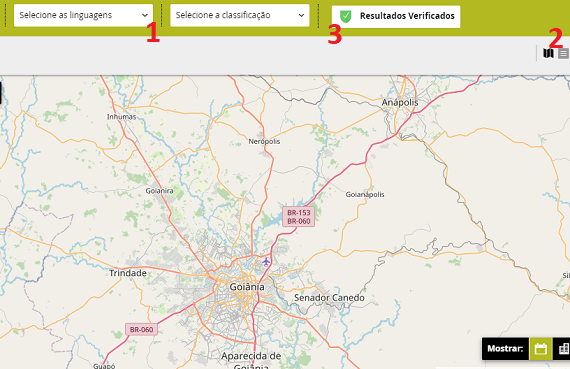 Selecione as linguagens
Selecione a classificação
Resultados Verificados
1
3
2
Anápolis
Inhumas
Nerópolis
Goianira
Goianápolis
BR-153
BR-060
Trindade
Goiânia
Senador Canedo
BR-060
Mostrar:
Aparecida de
Goiânia
Guapó